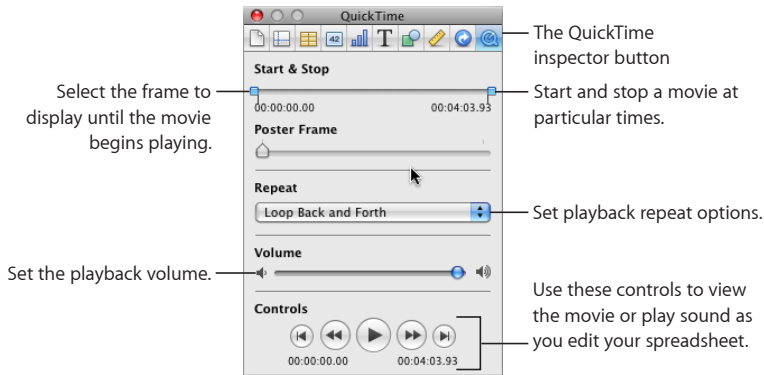 QuickTime
42
T
The QuickTime
inspector button
Start & Stop
Select the frame to
display until the movie
begins playing.
00:00:00.00
00:04:03.93
Start and stop a movie at
particular times.
Poster Frame
Repeat
Loop Back and Forth
Set playback repeat options.
Volume
Set the playback volume.
Controls
00:00:00.00
00:04:03.93
Use these controls to view
the movie or play sound as
you edit your spreadsheet.